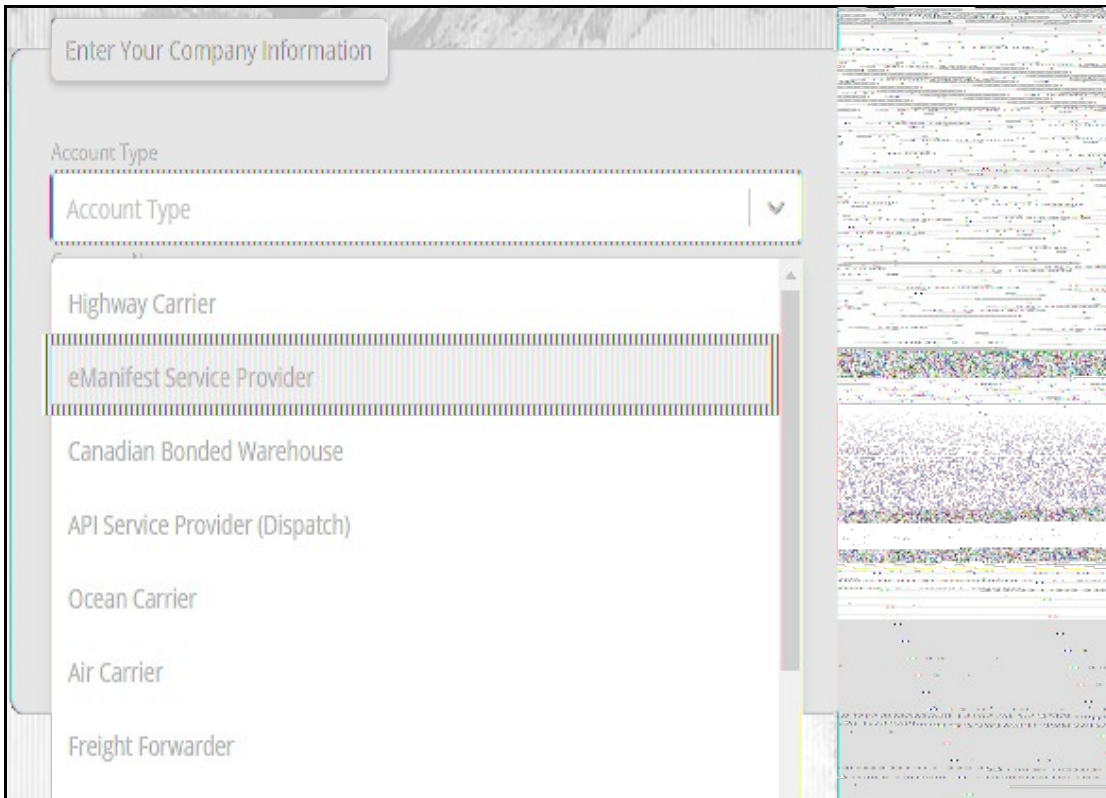 Enter Your Company Information
Account Type
Account Type
Highway Carrier
eManifest Service Provider
Canadian Bonded Warehouse
API Service Provider (Dispatch)
Ocean Carrier
Air Carrier
Freight Forwarder